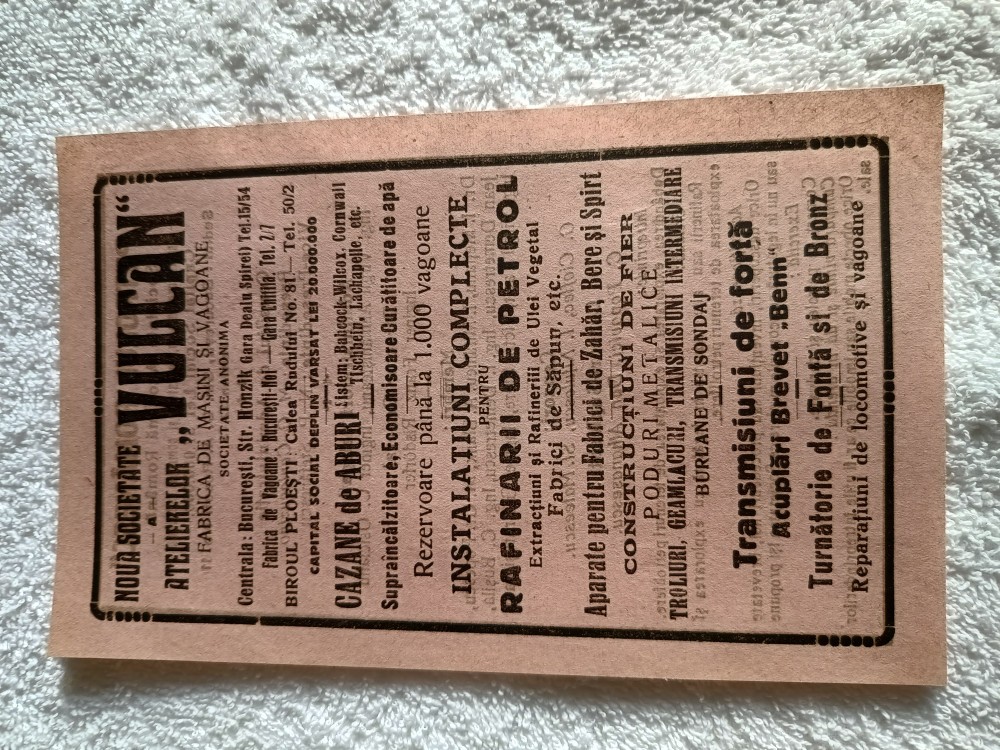 NOUA SOCIETATE
— A —
ATELIERELOR „VULCAN“
FABRICA DE MAȘINI ȘI VAGOANE
SOCIETATE ANONIMA
Centrala: București, Str. Honzik Gara Dealu Spirei) Tel.15/54
Fabrica de Vagoane: Bucureștii-Noi — Gara Chitila Tel. 2/7
BIROUL PLOEȘTI: Calea Radului No. 81.— Tel. 50/2
CAPITAL SOCIAL DEPLIN VARSAT LEI 20.000.000
CAZANE de ABURI Cistem, Babcock-Wilcox, Cornwall
Tischbein, Lachapelle, etc.
Supraîncălzitoare, Economisoare Curățitoare de apă
Rezervoare până la 1.000 vagoane
INSTALAȚIUNI COMPLECTE
PENTRU
RAFINARII DE PETROL
Extracțiuni și Rafinerii de Ulei Vegetal
Fabrici de Săpun, etc.
Aparate pentru Fabrici de Zahăr, Bere și Spirt
CONSTRUCTIUNI DE FIER
PODURI METALICE
TROLIURI, GEAMLACURI, TRANSMISIUNI INTERMEDIARE
BURLANE DE SONDAJ
Transmisiuni de forță
Acuplări Brevet „Benn“
Turnătorie de Fontă și de Bronz
Reparațiuni de locomotive și vagoane